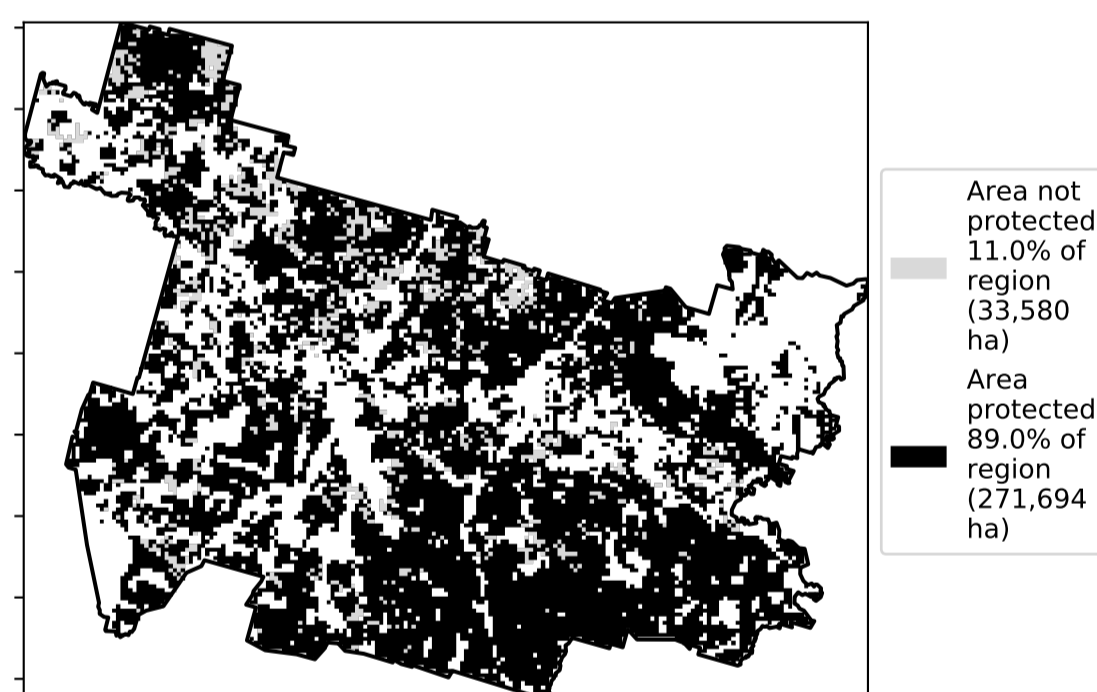 Area not
protected
11.0% of
region
(33,580
ha)
Area
protected
89.0% of
region
(271,694
ha)